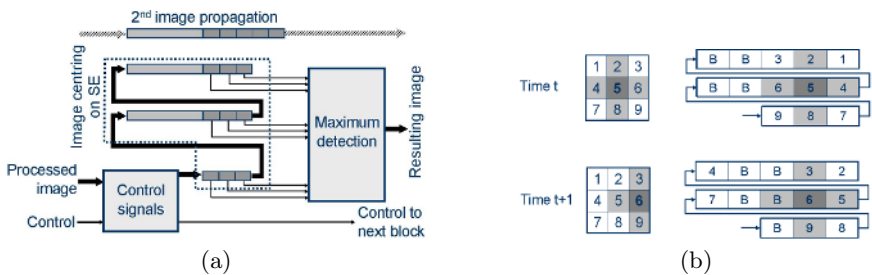 2nd image propagation
Image centring
on SE
Maximum
detection
Resulting image
Processed
image
Control
Control
signals
Control to
next block
(a)
Time t
1 2 3
4 5 6
7 8 9
B B 3 2 1
B B 6 5 4
9 8 7
Time t+1
1 2 3
4 5 6
7 8 9
4 B B 3 2
7 B B 6 5
B 9 8
(b)